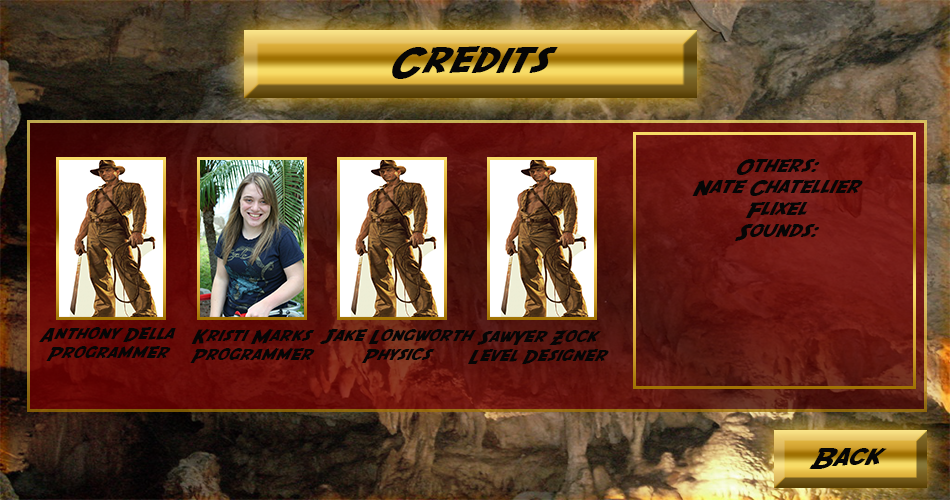 Credits
Others:
Nate Chatellier
Flixel
Sounds:
Anthony Della
Programmer
Kristi Marks
Programmer
Jake Longworth
Physics
Sawyer Zock
Level Designer
Back